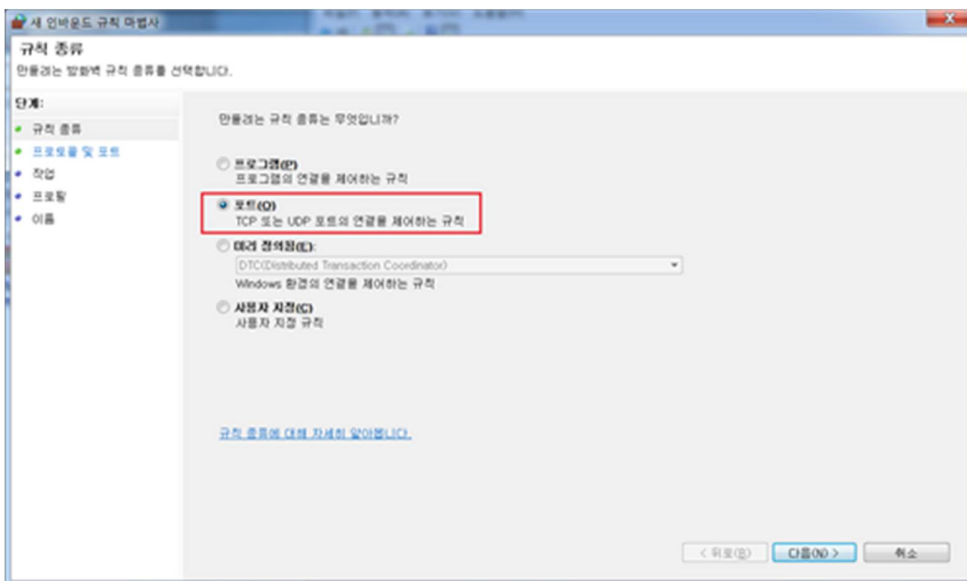 새 인바운드 규칙 마법사
규칙 종류
만들려는 방화벽 규칙 종류를 선택합니다.
단계:
규칙 종류
프로토콜 및 포트
작업
프로필
이름
만들려는 규칙 종류는 무엇입니까?
프로그램(P)
프로그램의 연결을 제어하는 규칙
포트(O)
TCP 또는 UDP 포트의 연결을 제어하는 규칙
미리 정의됨(E):
DTC(Distributed Transaction Coordinator)
Windows 환경의 연결을 제어하는 규칙
사용자 지정(C)
사용자 지정 규칙
규칙 종류에 대해 자세히 알아봅니다.
< 뒤로(B)
다음(N) >
취소